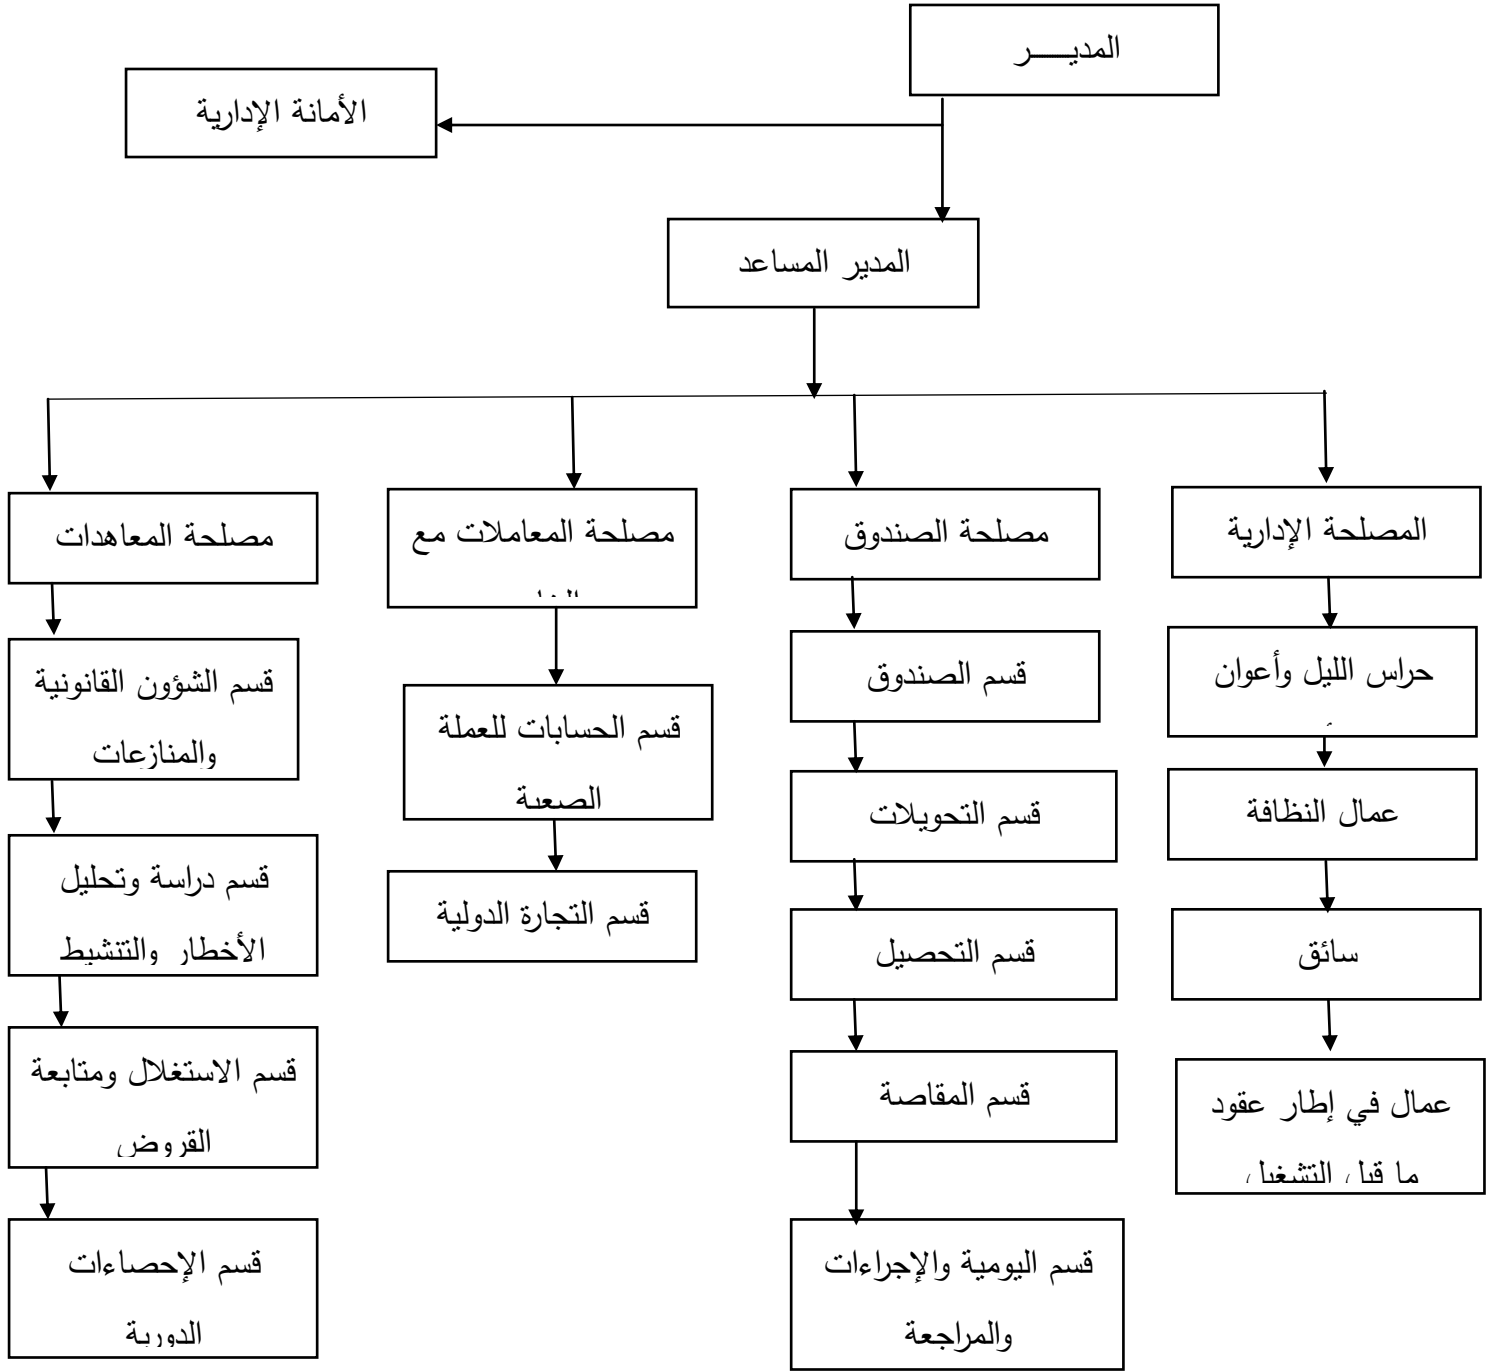 المديــــر
الأمانة الإدارية
المدير المساعد
المصلحة الإدارية
حراس الليل وأعوان
عمال النظافة
سائق
عمال في إطار عقود
ما قبل التشغيل
مصلحة الصندوق
قسم الصندوق
قسم التحويلات
قسم التحصيل
قسم المقاصة
قسم اليومية والإجراءات
والمراجعة
مصلحة المعاملات مع
قسم الحسابات للعملة
الصعبة
قسم التجارة الدولية
مصلحة المعاهدات
قسم الشؤون القانونية
والمنازعات
قسم دراسة وتحليل
الأخطار والتنشيط
قسم الاستغلال ومتابعة
القروض
قسم الإحصاءات
الدورية